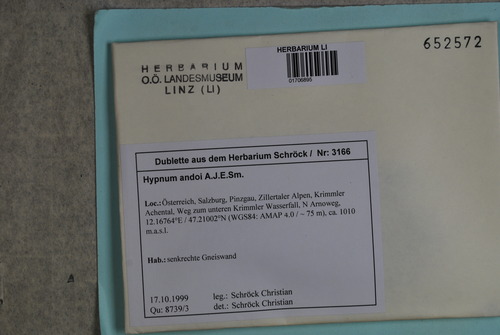 HERBARIUM
O.Ö. LANDESMUSEUM
LINZ (LI)
HERBARIUM LI
652572
Dublette aus dem Herbarium Schröck / Nr: 3166
Hypnum andoi A.J.E.Sm.
Loc.:Österreich, Salzburg, Pinzgau, Zillertaler Alpen, Krimmler
Achental, Weg zum unteren Krimmler Wasserfall, N Arnoweg,
12.16764°E / 47.21002°N (WGS84: AMAP 4.0 / ~ 75 m), ca. 1010
m.a.s.l.
Hab.:senkrechte Gneiswand
17.10.1999 leg.: Schröck Christian
Qu: 8739/3 det.: Schröck Christian